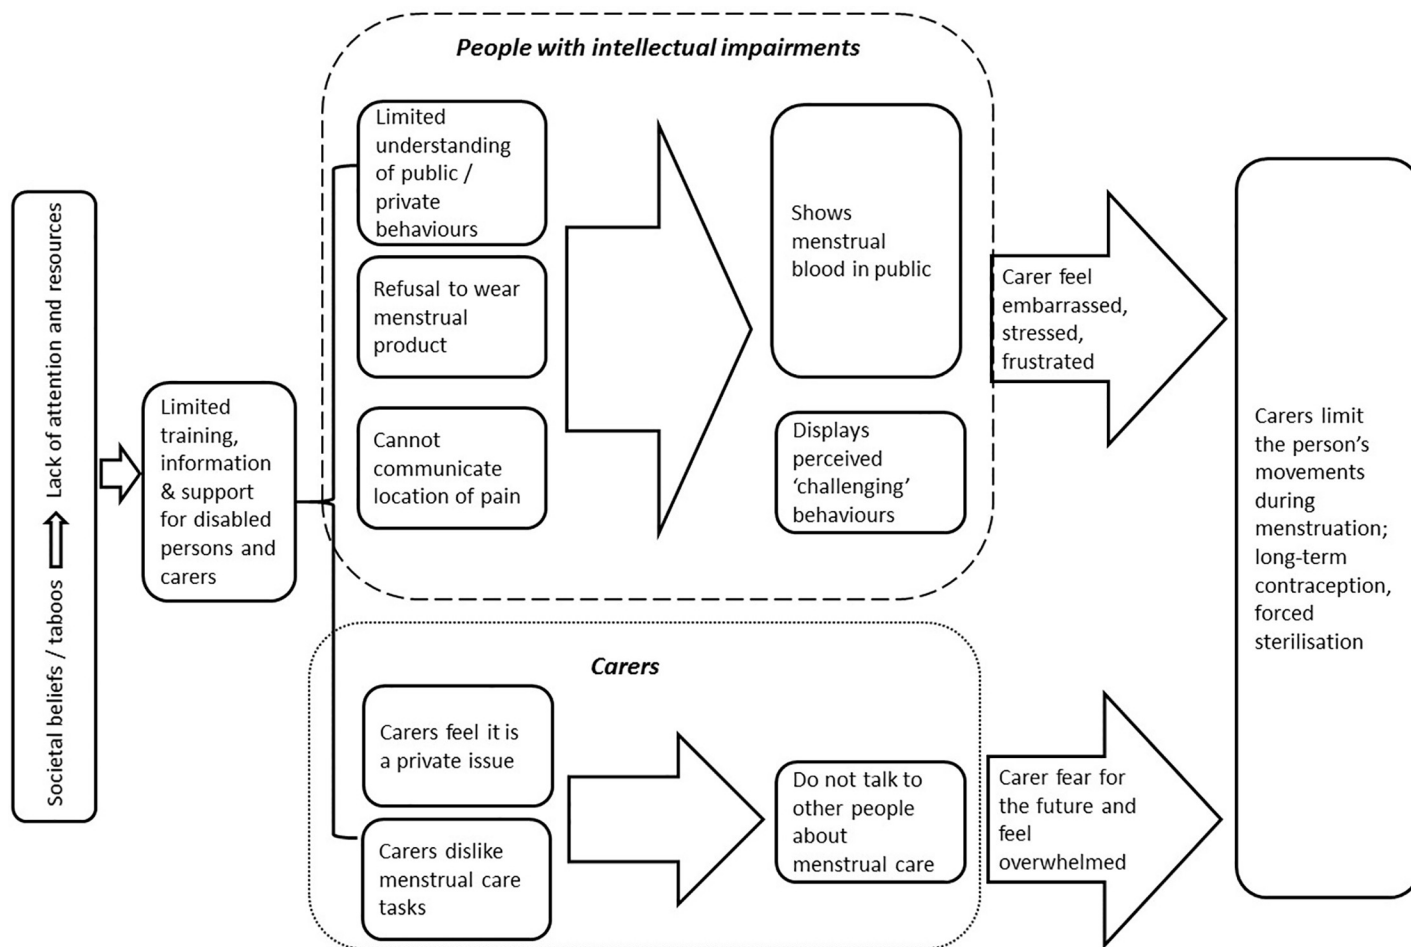 Societal beliefs / taboos
Lack of attention and resources
Limited
training,
information
& support
for disabled
persons and
carers
People with intellectual impairments
Limited
understanding
of public /
private
behaviours
Refusal to wear
menstrual
product
Cannot
communicate
location of pain
Shows
menstrual
blood in public
Displays
perceived
‘challenging’
behaviours
Carer feel
embarrassed,
stressed,
frustrated
Carers
Carers feel it is
a private issue
Carers dislike
menstrual care
tasks
Do not talk to
other people
about
menstrual care
Carer fear for
the future and
feel
overwhelmed
Carers limit
the person’s
movements
during
menstruation;
long-term
contraception,
forced
sterilisation